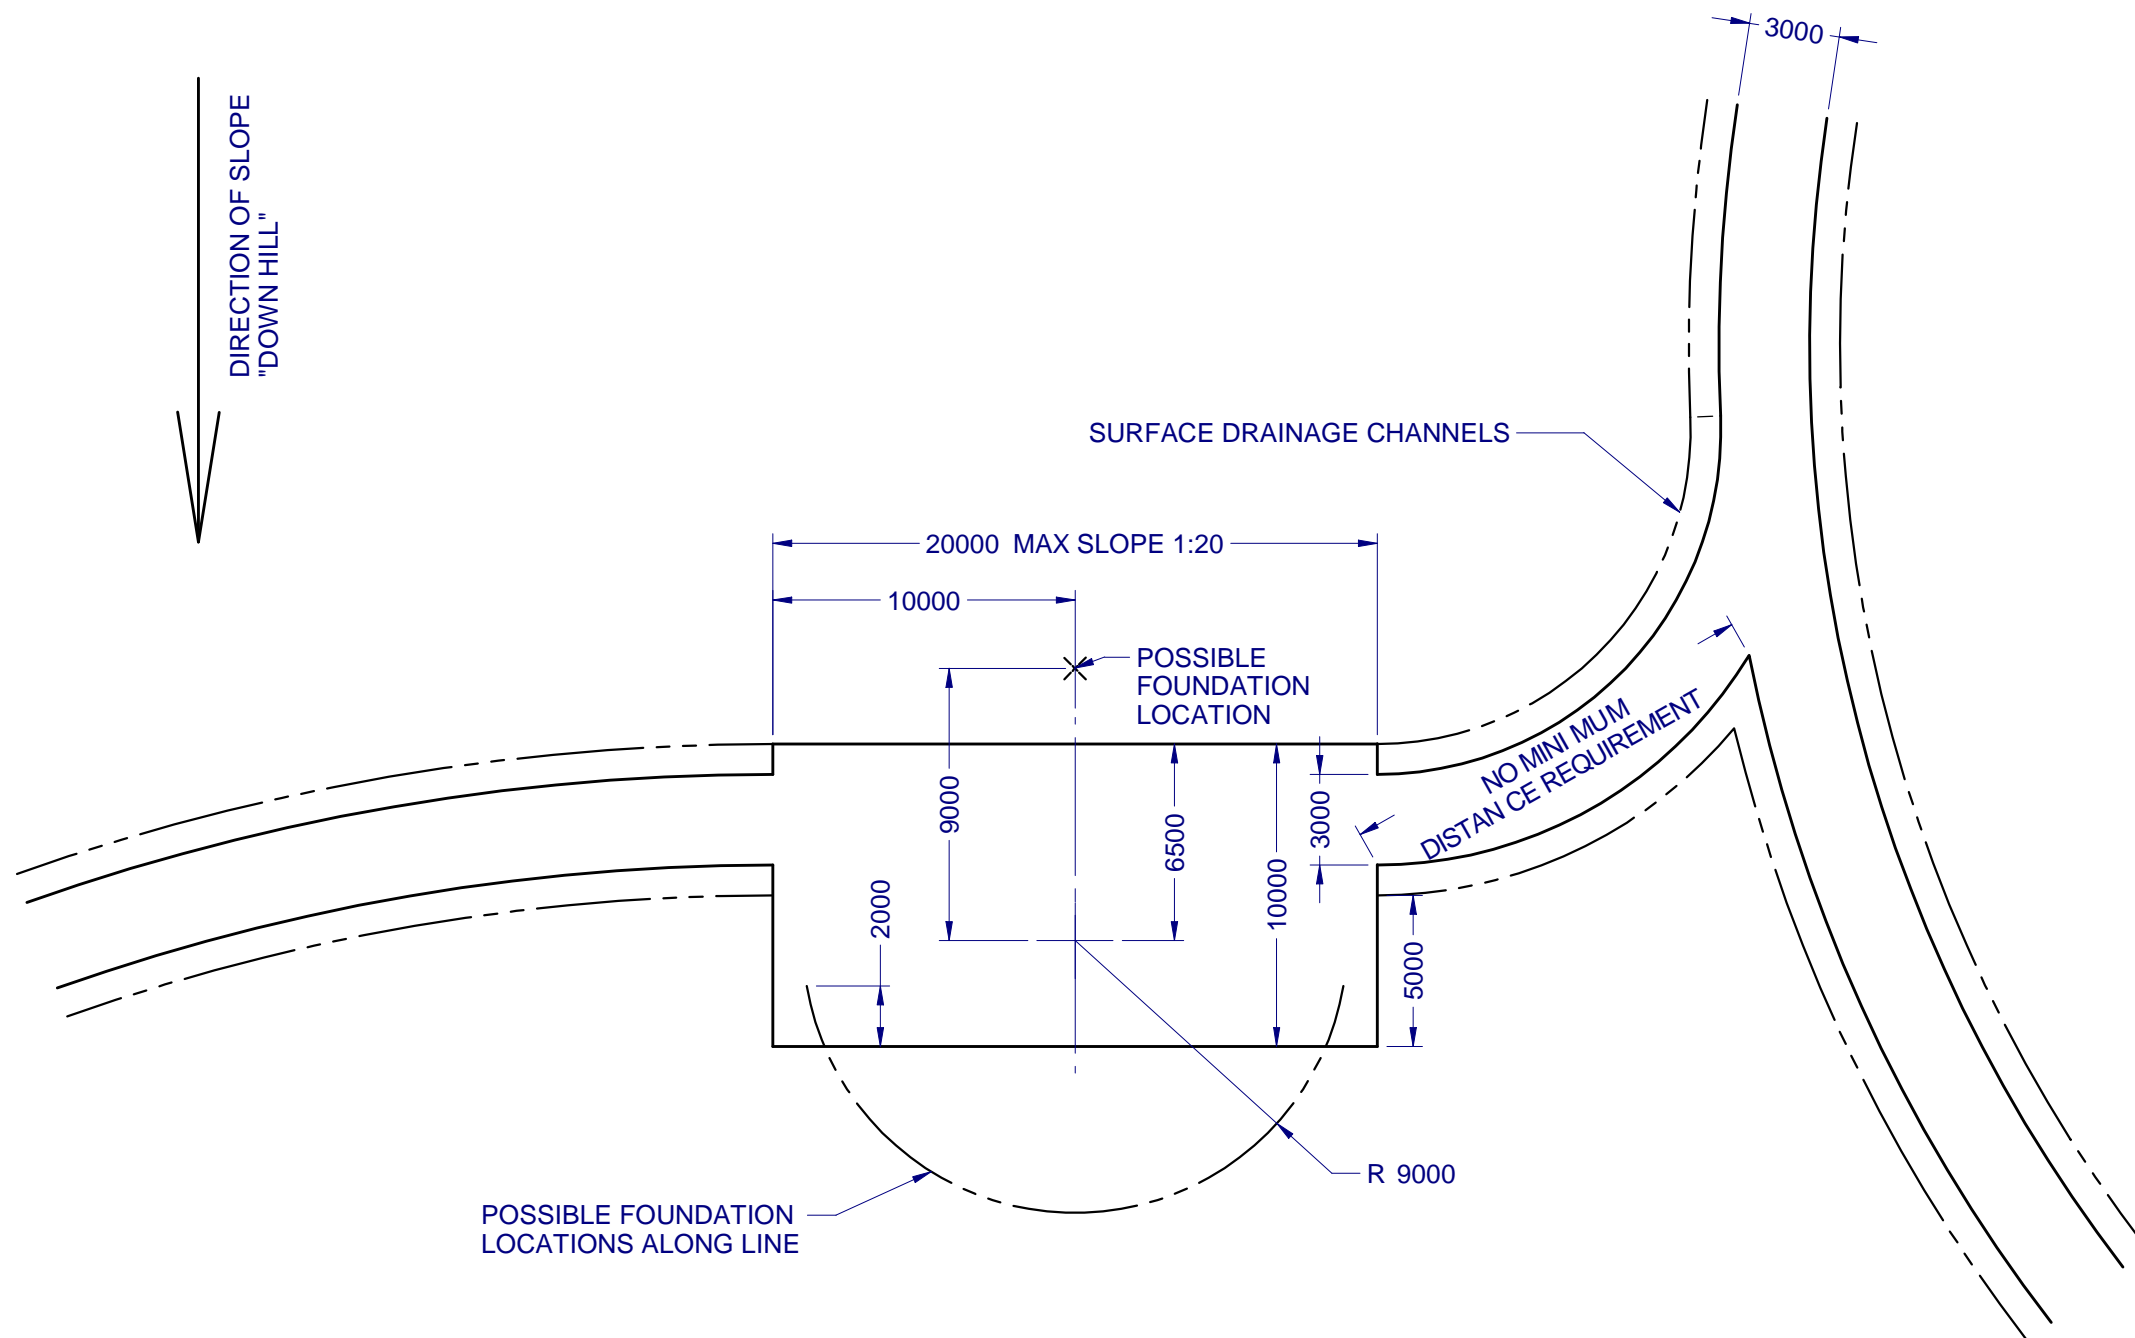 3000
DIRECTION OF SLOPE
"DOWN HILL"
SURFACE DRAINAGE CHANNELS
20000 MAX SLOPE 1:20
10000
POSSIBLE
FOUNDATION
LOCATION
NO MINI MUM
DISTAN CE REQUIREMENT
9000
6500
3000
10000
2000
5000
R 9000
POSSIBLE FOUNDATION
LOCATIONS ALONG LINE